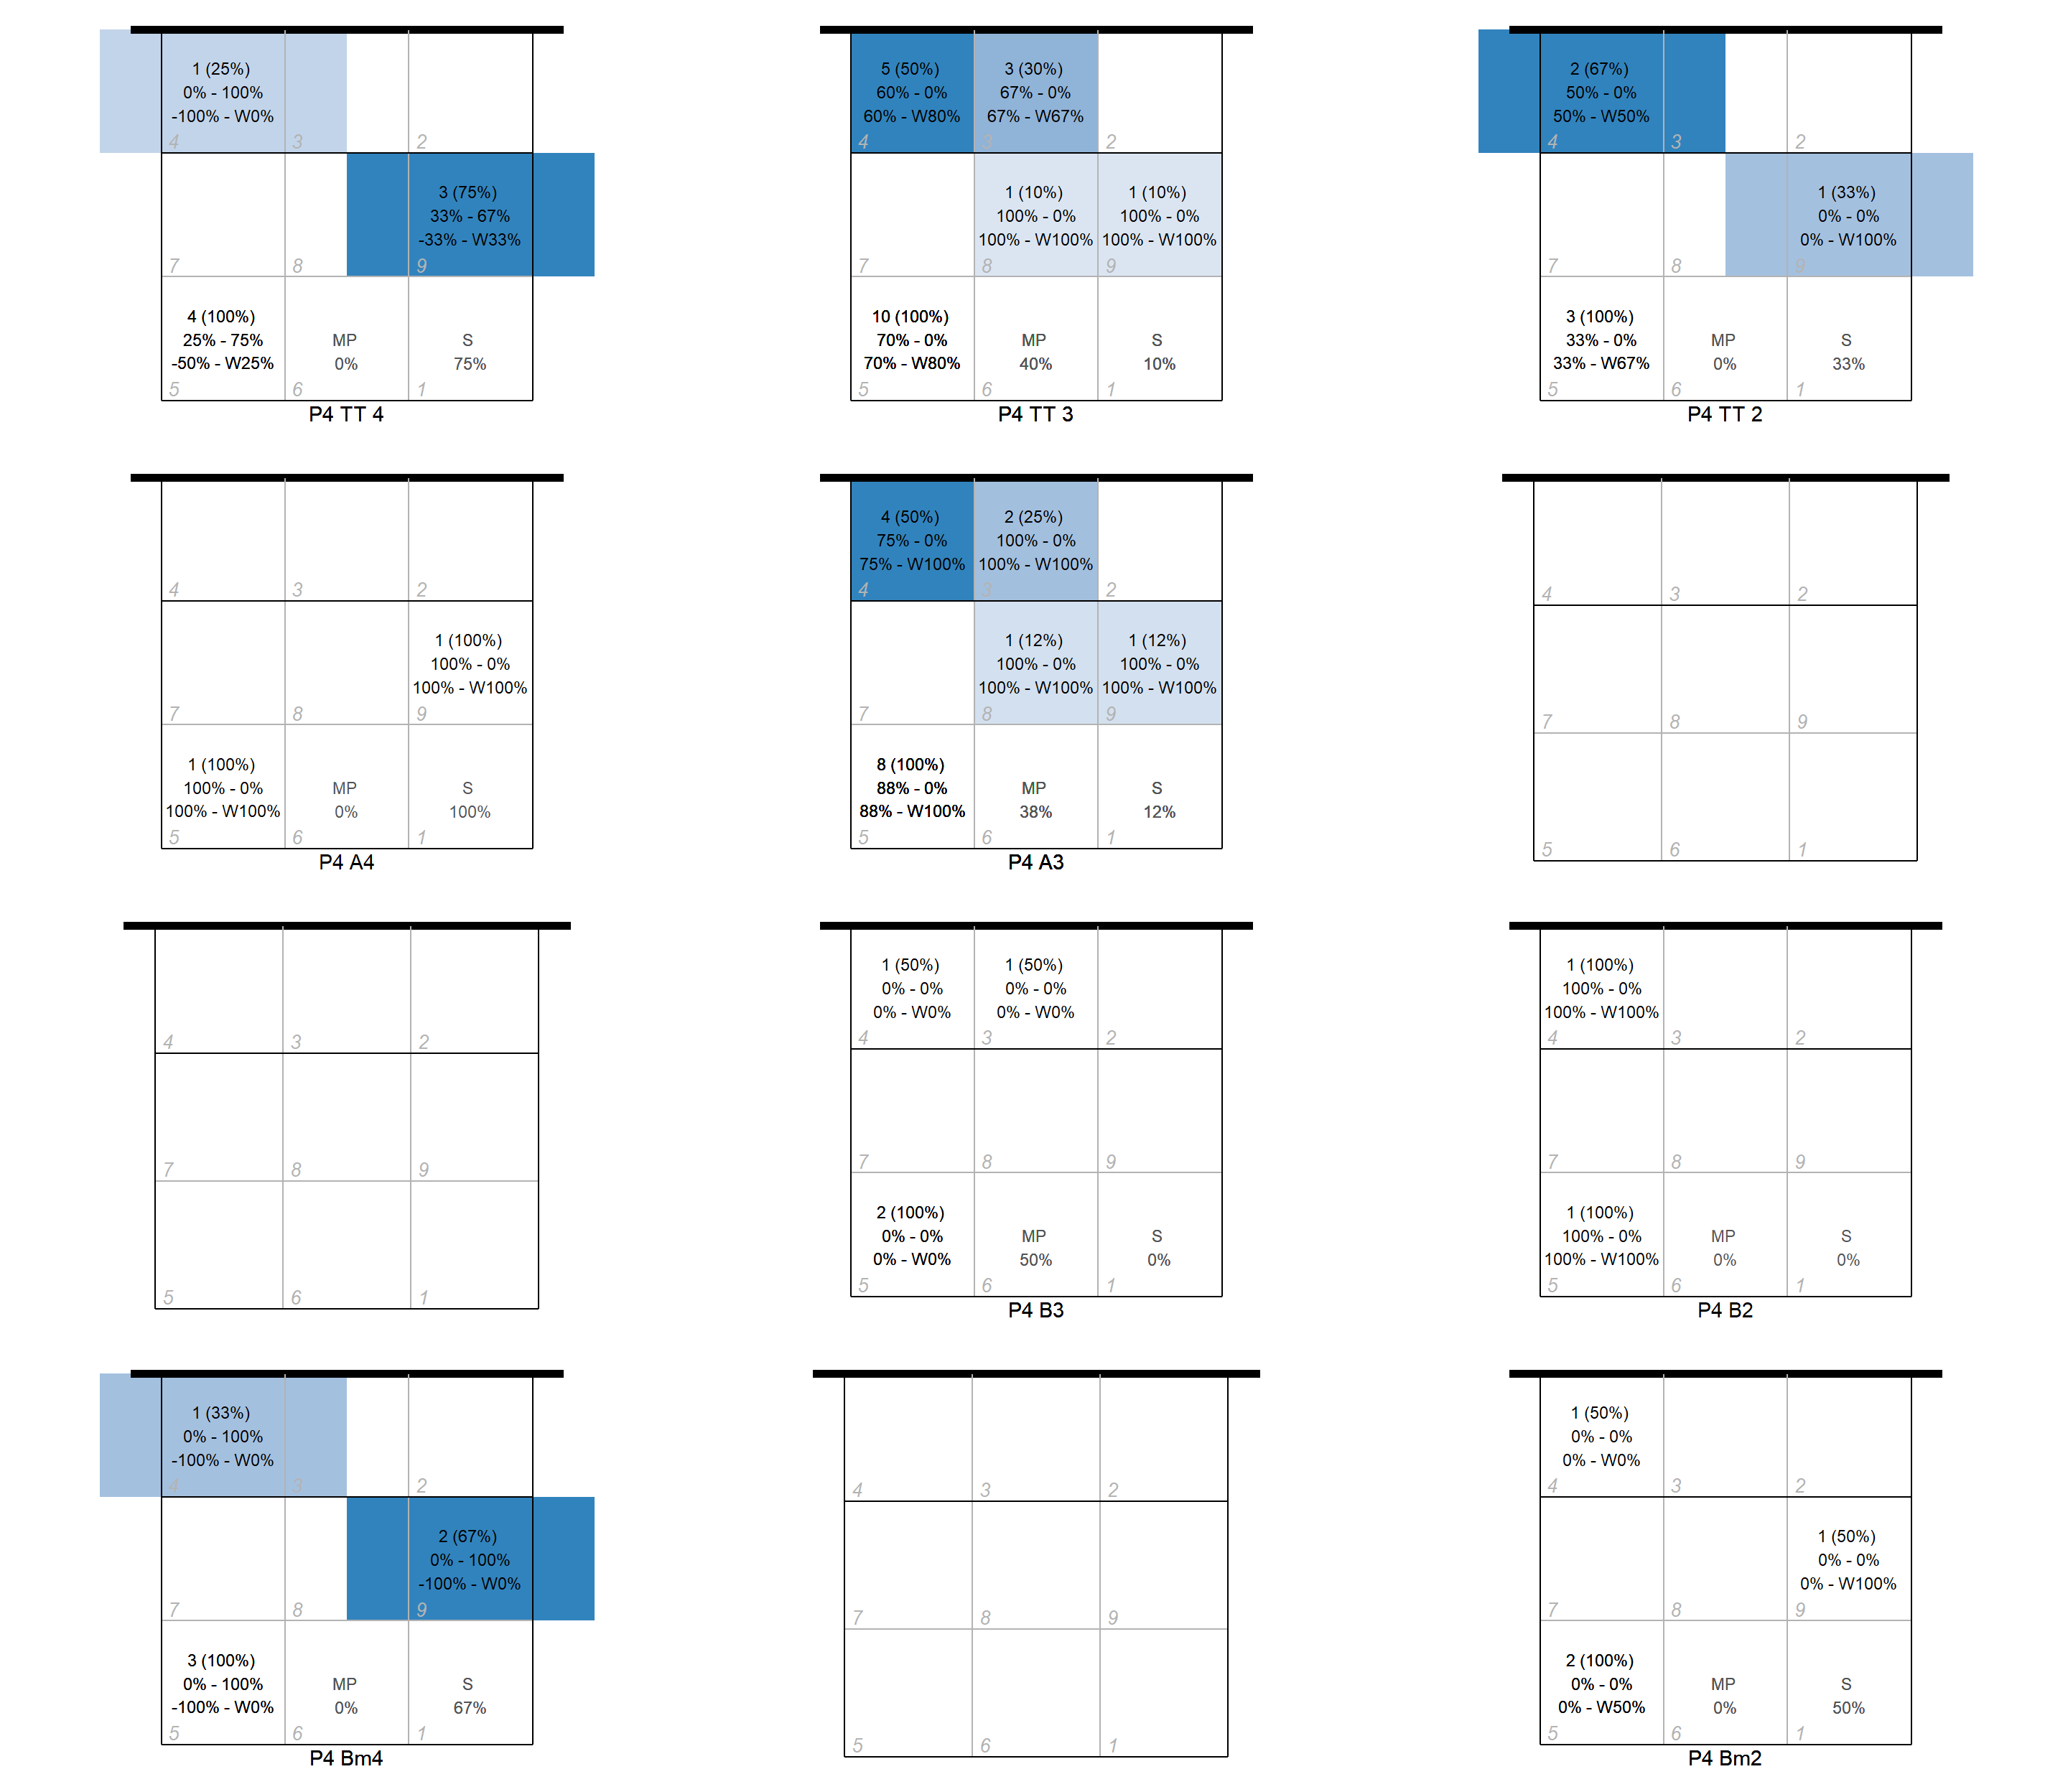 1 (25%)
0% - 100%
-100% - W0%
4 3 2
3 (75%)
33% - 67%
-33% - W33%
7 8 9
4 (100%)
25% - 75%
-50% - W25%
MP
0%
S
75%
5 6 1
P4 TT 4
5 (50%)
60% - 0%
60% - W80%
3 (30%)
67% - 0%
67% - W67%
4 3 2
1 (10%)
100% - 0%
100% - W100%
1 (10%)
100% - 0%
100% - W100%
7 8 9
10 (100%)
70% - 0%
70% - W80%
MP
40%
S
10%
5 6 1
P4 TT 3
2 (67%)
50% - 0%
50% - W50%
4 3 2
1 (33%)
0% - 0%
0% - W100%
7 8 9
3 (100%)
33% - 0%
33% - W67%
MP
0%
S
33%
5 6 1
P4 TT 2
4 3 2
1 (100%)
100% - 0%
100% - W100%
7 8 9
1 (100%)
100% - 0%
100% - W100%
MP
0%
S
100%
5 6 1
P4 A4
4 (50%)
75% - 0%
75% - W100%
2 (25%)
100% - 0%
100% - W100%
4 3 2
1 (12%)
100% - 0%
100% - W100%
1 (12%)
100% - 0%
100% - W100%
7 8 9
8 (100%)
88% - 0%
88% - W100%
MP
38%
S
12%
5 6 1
P4 A3
4 3 2
7 8 9
5 6 1
4 3 2
7 8 9
5 6 1
1 (50%)
0% - 0%
0% - W0%
1 (50%)
0% - 0%
0% - W0%
4 3 2
7 8 9
2 (100%)
0% - 0%
0% - W0%
MP
50%
S
0%
5 6 1
P4 B3
1 (100%)
100% - 0%
100% - W100%
4 3 2
7 8 9
1 (100%)
100% - 0%
100% - W100%
MP
0%
S
0%
5 6 1
P4 B2
1 (33%)
0% - 100%
-100% - W0%
4 3 2
2 (67%)
0% - 100%
-100% - W0%
7 8 9
3 (100%)
0% - 100%
-100% - W0%
MP
0%
S
67%
5 6 1
P4 Bm4
4 3 2
7 8 9
5 6 1
1 (50%)
0% - 0%
0% - W0%
4 3 2
1 (50%)
0% - 0%
0% - W100%
7 8 9
2 (100%)
0% - 0%
0% - W50%
MP
0%
S
50%
5 6 1
P4 Bm2